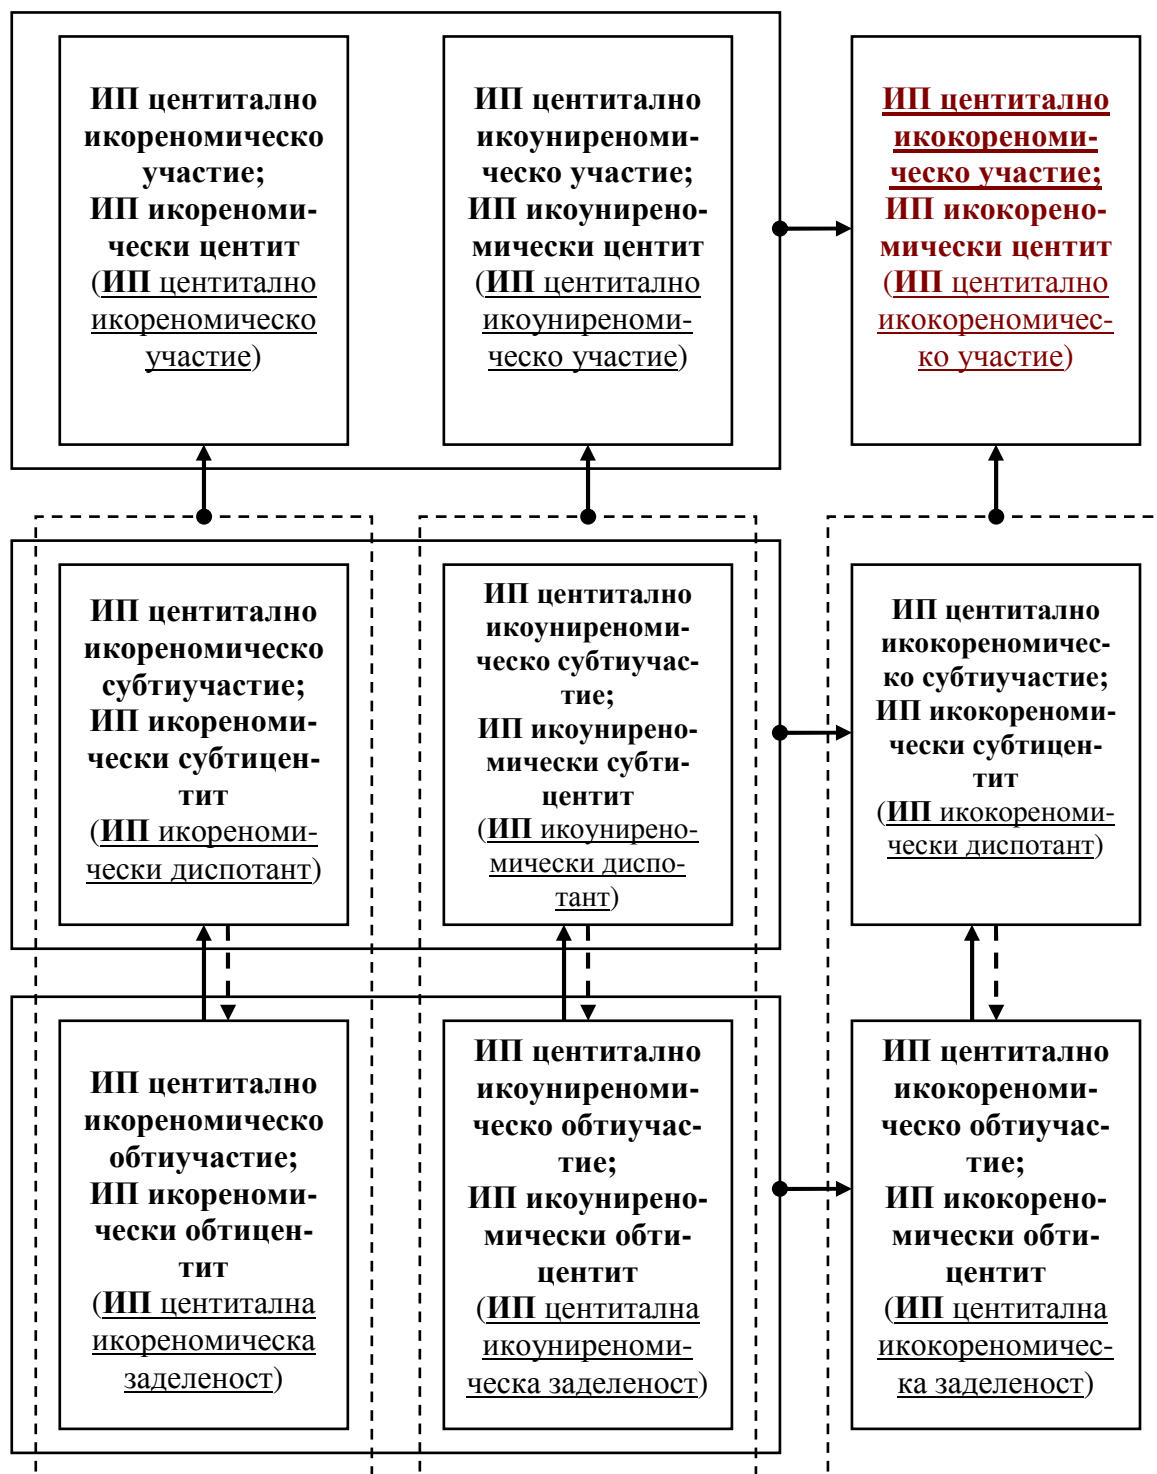 ИП центитално
икореномическо
участие;
ИП икореноми-
чески центит
(ИП центитално
икореномическо
участие)
ИП центитално
икоуниреноми-
ческо участие;
ИП икоунирено-
мически центит
(ИП центитално
икоуниреноми-
ческо участие)
ИП центитално
икокореноми-
ческо участие;
ИП икокорено-
мически центит
(ИП центитално
икокореномичес-
ко участие)
ИП центитално
икореномическо
субтиучастие;
ИП икореноми-
чески субтицен-
тит
(ИП икореноми-
чески диспотант)
ИП центитално
икоуниреноми-
ческо субтиучас-
тие;
ИП икоунирено-
мически субти-
центит
(ИП икоунирено-
мически диспо-
тант)
ИП центитално
икокореномичес-
ко субтиучастие;
ИП икокореноми-
чески субтицен-
тит
(ИП икокореноми-
чески диспотант)
ИП центитално
икореномическо
обтиучастие;
ИП икореноми-
чески обтицен-
тит
(ИП центитална
икореномическа
заделеност)
ИП центитално
икоуниреноми-
ческо обтиучас-
тие;
ИП икоунирено-
мически обти-
центит
(ИП центитална
икоуниреноми-
ческа заделеност)
ИП центитално
икокореноми-
ческо обтиучас-
тие;
ИП икокорено-
мически обти-
центит
(ИП центитална
икокореномичес-
ка заделеност)